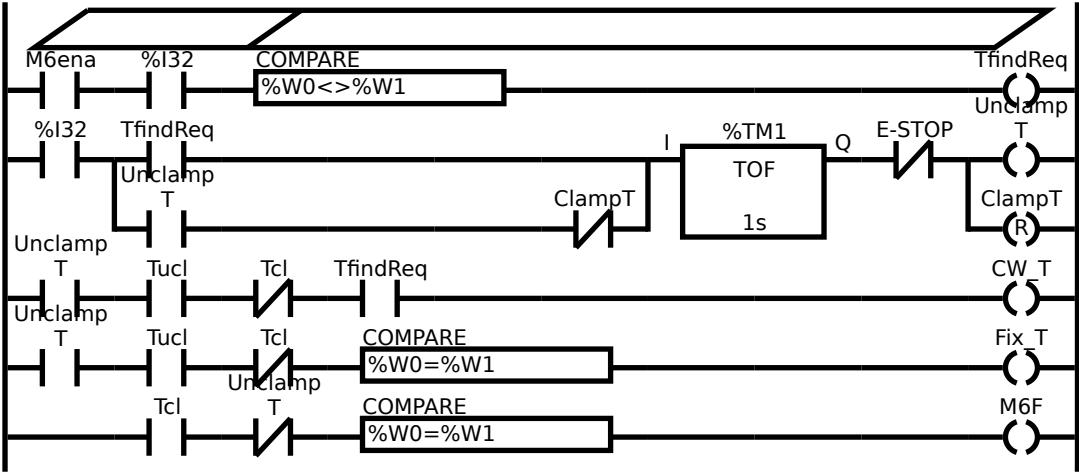 M6ena %I32 COMPARE TfindReq
%W0<>%W1
Unclamp
%I32 TfindReq I %TM1 Q E-STOP T
TOF
Unclamp
T ClampT ClampT
1s R
Unclamp
T Tucl Tcl TfindReq CW_T
Unclamp
T Tucl Tcl COMPARE Fix_T
%W0=%W1
Unclamp
Tcl T COMPARE M6F
%W0=%W1